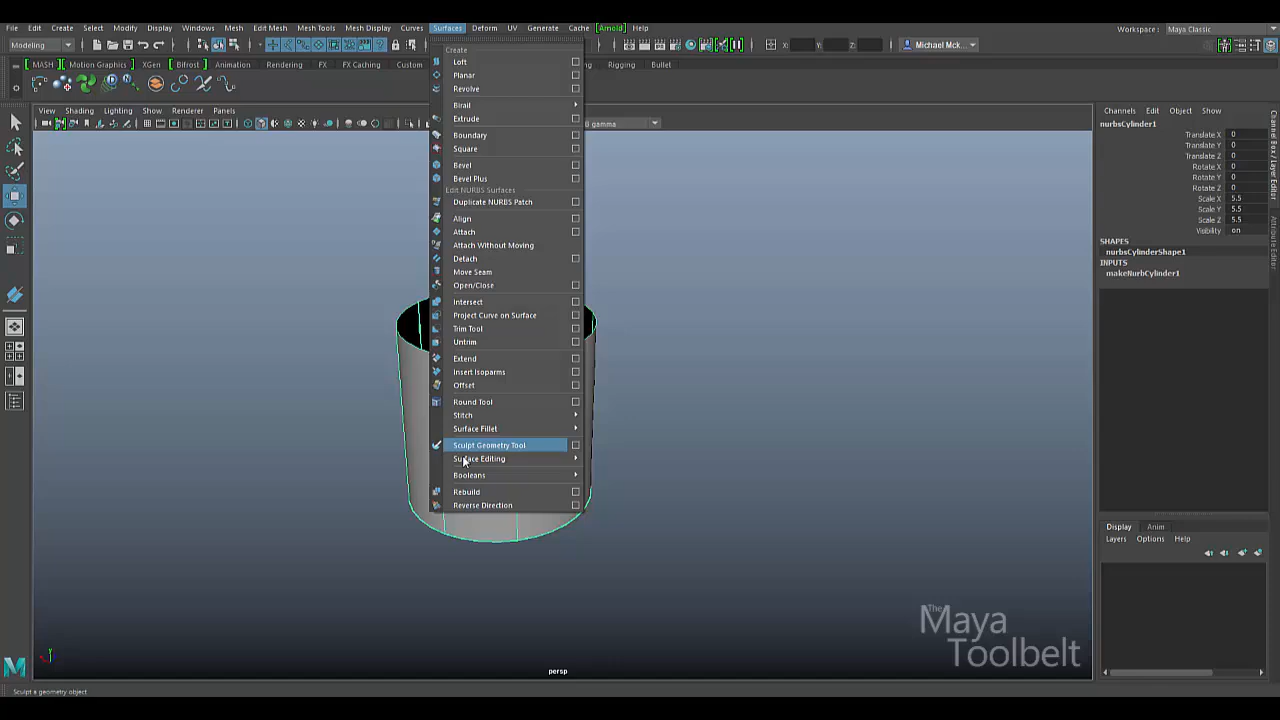 File Edit Create Select Modify Display Windows Mesh Edit Mesh Mesh Tools Mesh Display Curves Surfaces Deform UV Generate Cache [Arnold] Help
Workspace : Maya Classic
Modeling X: Y: Z: Michael Mck...
MASH Motion Graphics XGen Bifrost Animation Rendering FX FX Caching Custom Rigging Bullet
View Shading Lighting Show Renderer Panels
gamma
Create
Loft
Planar
Revolve
Birail
Extrude
Boundary
Square
Bevel
Bevel Plus
Edit NURBS Surfaces
Duplicate NURBS Patch
Align
Attach
Attach Without Moving
Detach
Move Seam
Open/Close
Intersect
Project Curve on Surface
Trim Tool
Untrim
Extend
Insert Isoparms
Offset
Round Tool
Stitch
Surface Fillet
Sculpt Geometry Tool
Surface Editing
Booleans
Rebuild
Reverse Direction
Channels Edit Object Show
nurbsCylinder1
Translate X 0
Translate Y 0
Translate Z 0
Rotate X 0
Rotate Y 0
Rotate Z 0
Scale X 5.5
Scale Y 5.5
Scale Z 5.5
Visibility on
SHAPES
nurbsCylinderShape1
INPUTS
makeNurbCylinder1
Channel Box / Layer Editor
Attribute Editor
Display Anim
Layers Options Help
The
Maya
Toolbelt
persp
Sculpt a geometry object